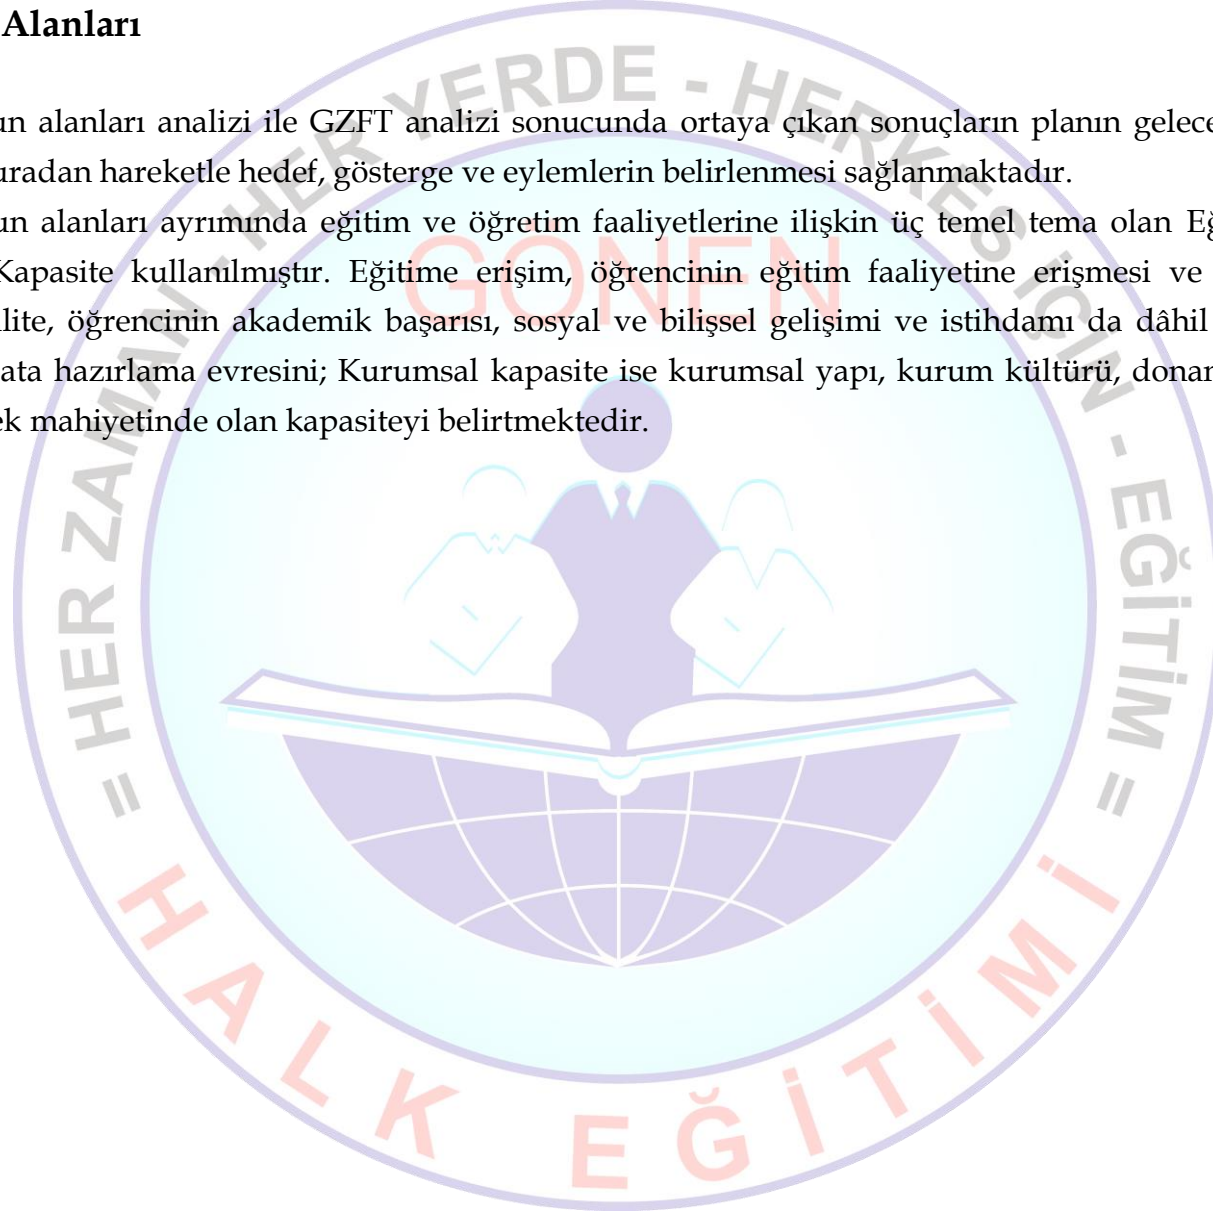 Alanları
un alanları analizi ile GZFT analizi sonucunda ortaya çıkan sonuçların planın gelece
uradan hareketle hedef, gösterge ve eylemlerin belirlenmesi sağlanmaktadır.
un alanları ayrımında eğitim ve öğretim faaliyetlerine ilişkin üç temel tema olan Eğ
Kapasite kullanılmıştır. Eğitime erişim, öğrencinin eğitim faaliyetine erişmesi ve
lite, öğrencinin akademik başarısı, sosyal ve bilişsel gelişimi ve istihdamı da dâhil
ata hazırlama evresini; Kurumsal kapasite ise kurumsal yapı, kurum kültürü, donan
ek mahiyetinde olan kapasiteyi belirtmektedir.
= HER ZAMAN - HER YERDE - HERKES İÇİN - EĞİTİM =
GÖNEN
HALK EĞİTİMİ